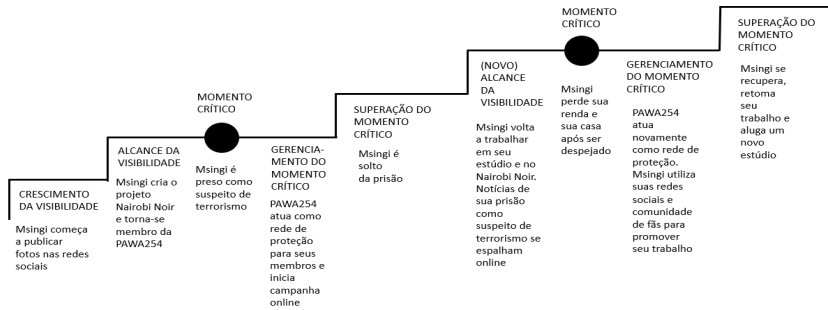 CRESCIMENTO
DA VISIBILIDADE
Msingi começa
a publicar
fotos nas redes
sociais
ALCANCE DA
VISIBILIDADE
Msingi cria o
projeto
Nairobi Noir
e torna-se
membro da
PAWA254
MOMENTO
CRÍTICO
Msingi é
preso como
suspeito de
terrorismo
GERENCIA-
MENTO DO
MOMENTO
CRÍTICO
PAWA254
atua como
rede de
proteção
para seus
membros e
inicia
campanha
online
SUPERAÇÃO DO
MOMENTO
CRÍTICO
Msingi é
solto
da prisão
(NOVO)
ALCANCE
DA
VISIBILIDADE
Msingi volta
a trabalhar
em seu
estúdio e no
Nairobi Noir.
Notícias de
sua prisão
como
suspeito de
terrorismo se
espalham
online
MOMENTO
CRÍTICO
Msingi
perde sua
renda e
sua casa
após ser
despejado
GERENCIAMENTO
DO MOMENTO
CRÍTICO
PAWA254
atua
novamente
como rede de
proteção.
Msingi utiliza
suas redes
sociais e
comunidade
de fãs para
promover
seu trabalho
SUPERAÇÃO DO
MOMENTO
CRÍTICO
Msingi se
recupera,
retoma
seu
trabalho e
aluga um
novo
estúdio